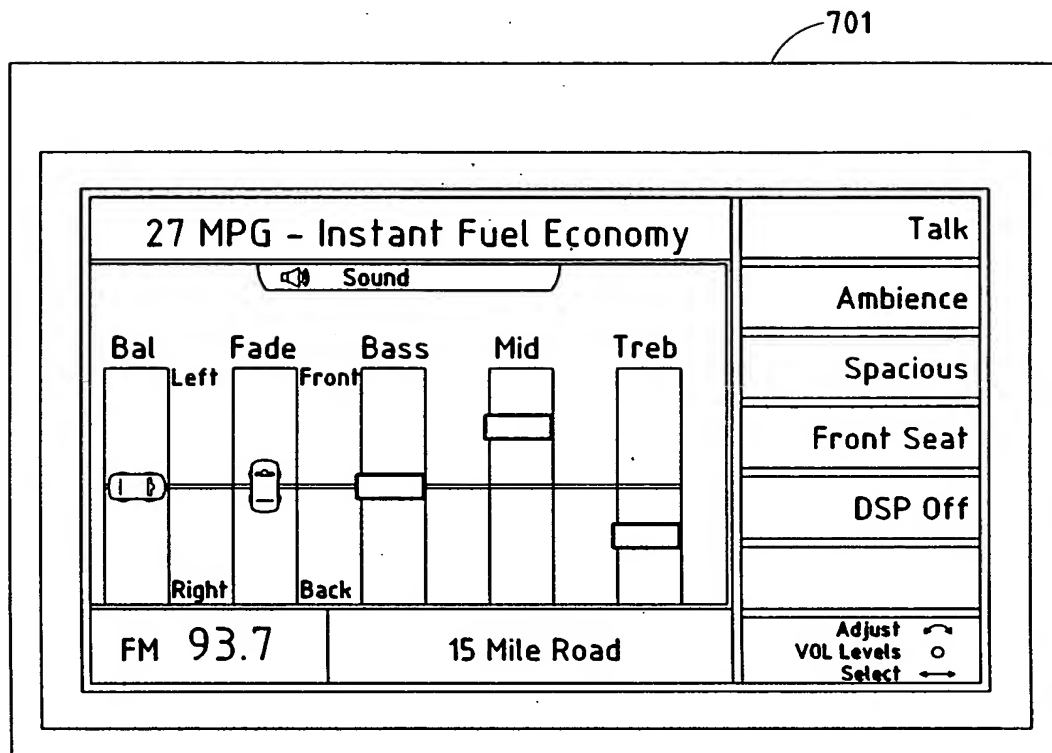 701
27 MPG - Instant Fuel Economy
Sound
Bal Fade Bass Mid Treb
Left Front
Right Back
FM 93.7
15 Mile Road
Talk
Ambience
Spacious
Front Seat
DSP Off
Adjust
VOL Levels
Select